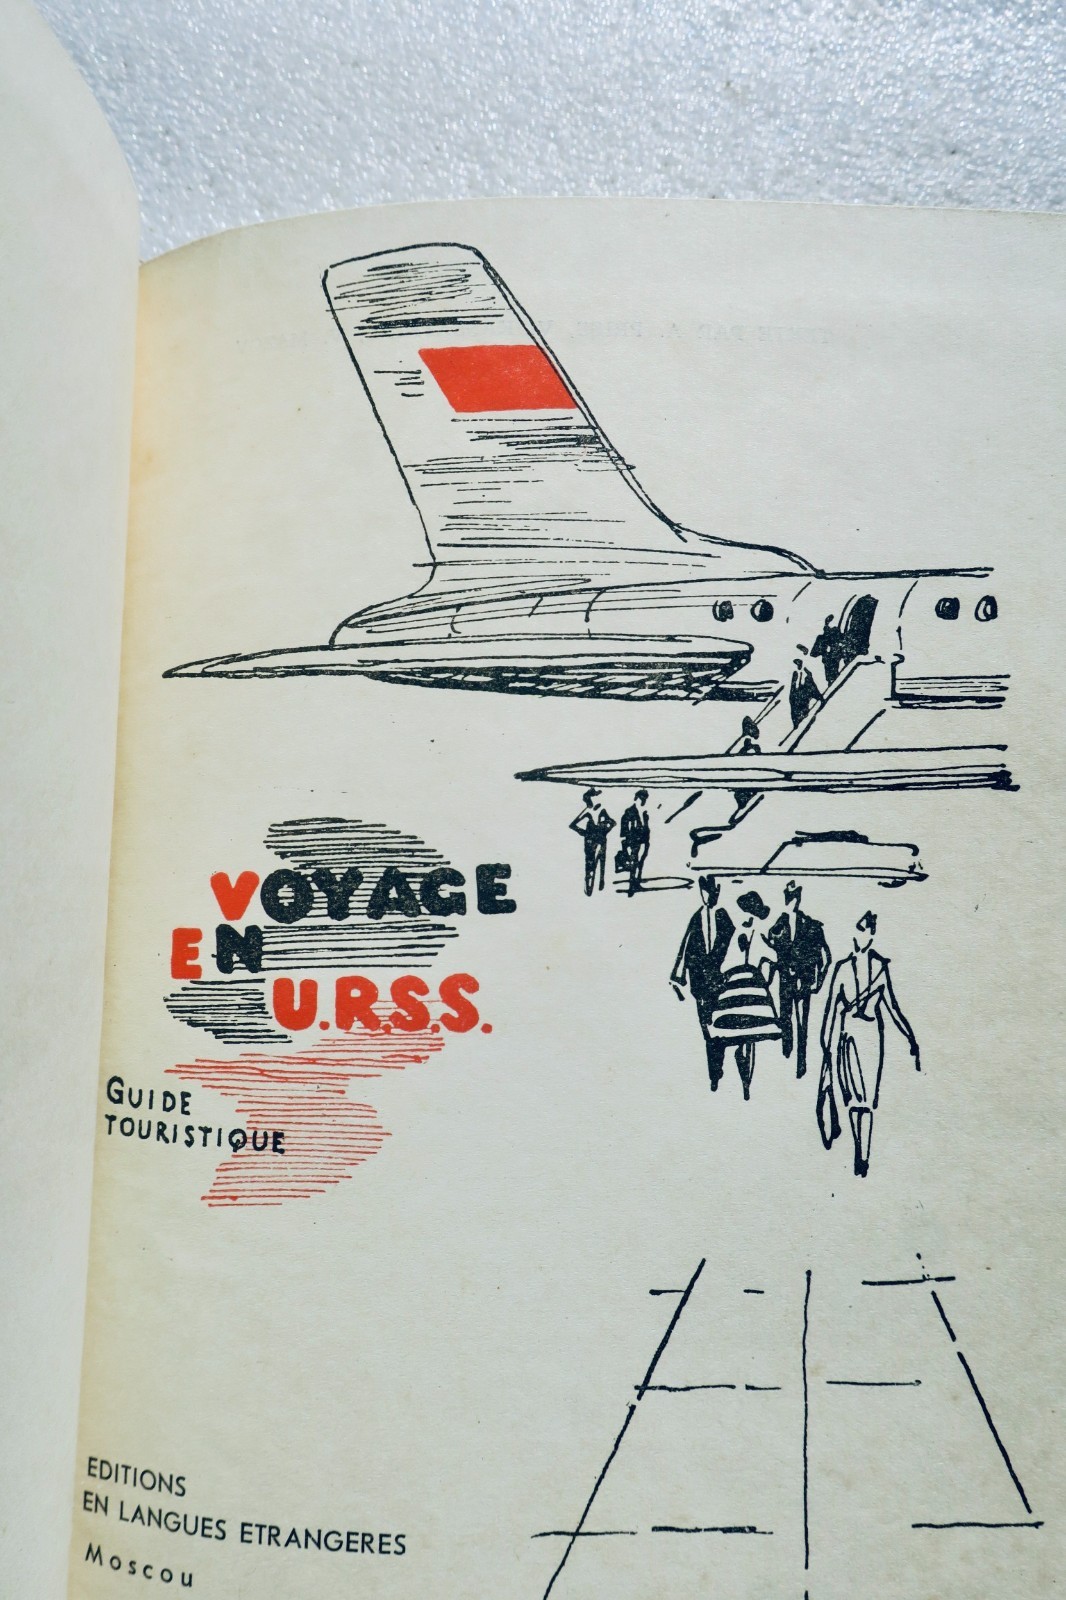 VOYAGE
EN
U.R.S.S.
GUIDE
TOURISTIQUE
EDITIONS
EN LANGUES ETRANGERES
Moscou